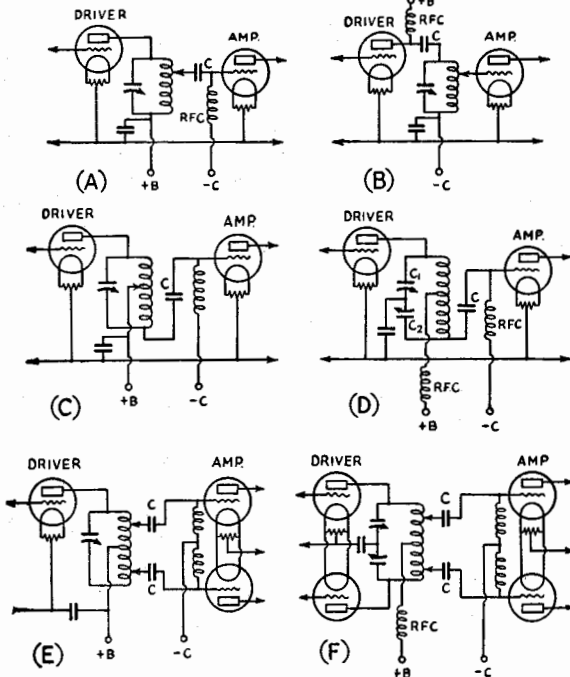 +B
RFC
DRIVER
AMP.
C
RFC
(A)
+B
-C
DRIVER
C
AMP.
(B)
-C
DRIVER
AMP.
C
(C)
+B
-C
DRIVER
AMP.
C1
C
C2
RFC
RFC
(D)
+B
-C
DRIVER
AMP.
C
C
(E)
+B
-C
DRIVER
AMP
C
C
RFC
(F)
+B
-C